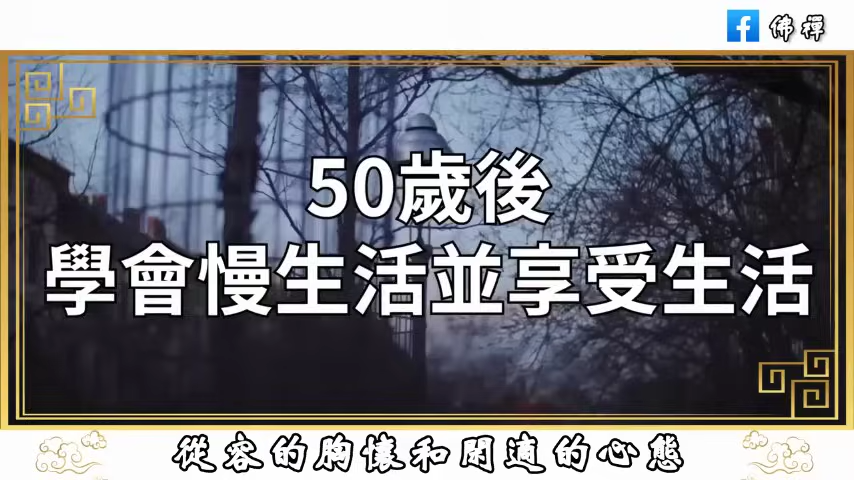 佛禪
50歲後
學會慢生活並享受生活
從容的胸懷和閑適的心態